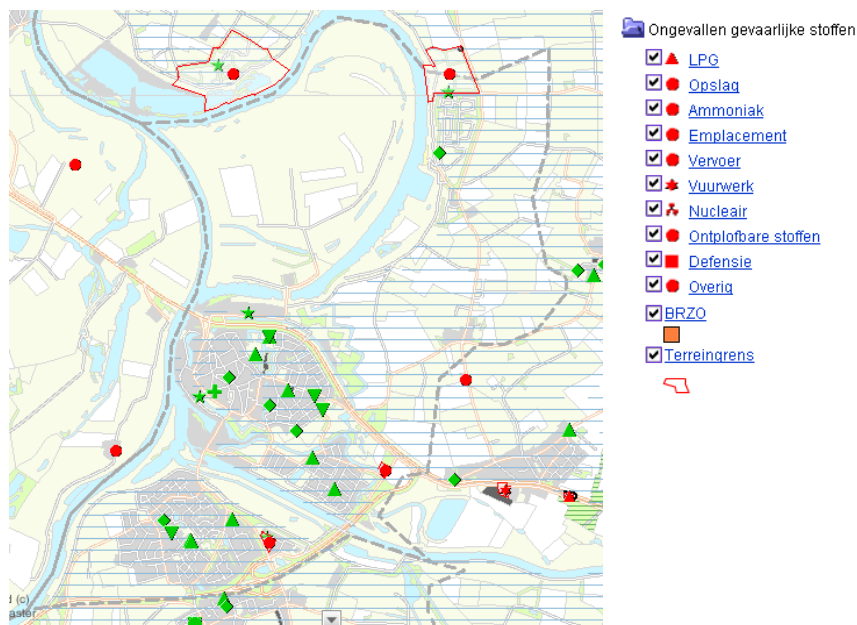 Ongevallen gevaarlijke stoffen
LPG
Opslag
Ammoniak
Emplacement
Vervoer
Vuurwerk
Nucleair
Ontplofbare stoffen
Defensie
Overig
BRZO
Terreingrens
(c)